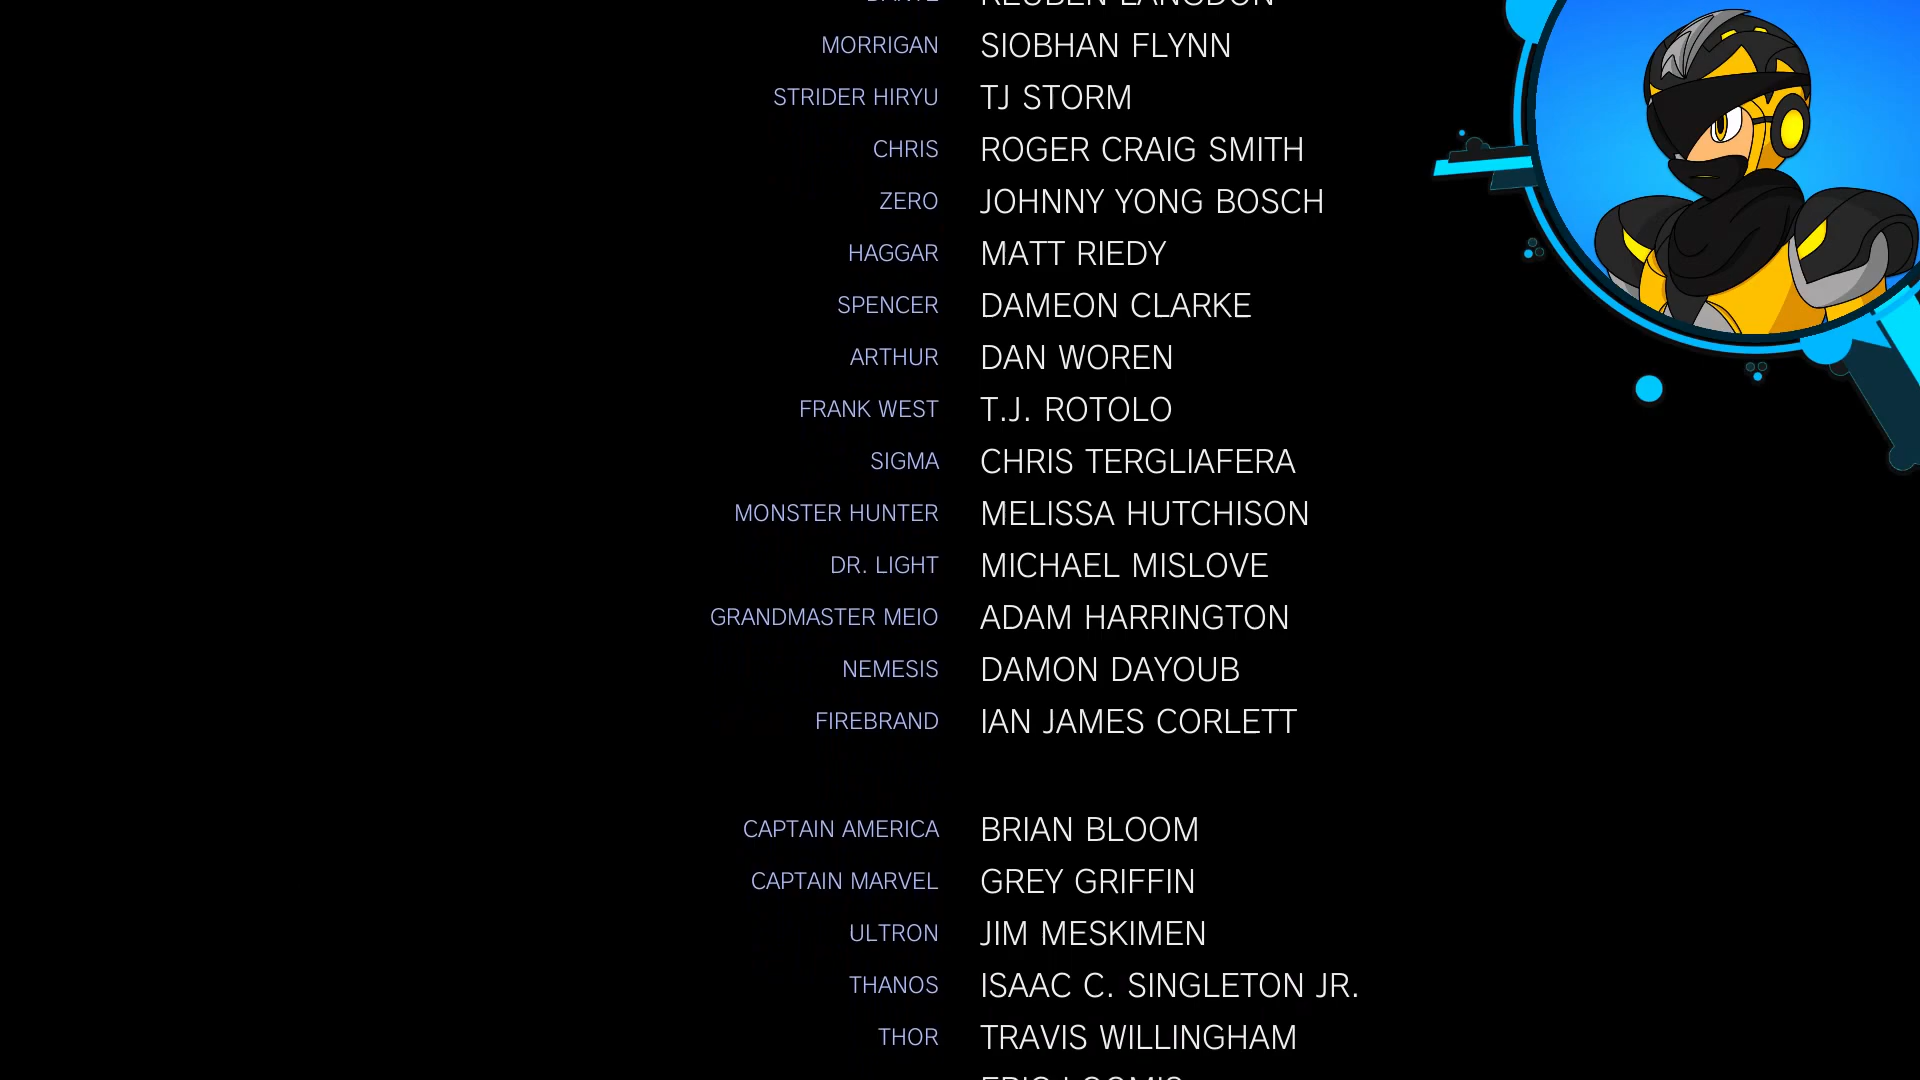 REUBEN LANGDON
MORRIGAN SIOBHAN FLYNN
STRIDER HIRYU TJ STORM
CHRIS ROGER CRAIG SMITH
ZERO JOHNNY YONG BOSCH
HAGGAR MATT RIEDY
SPENCER DAMEON CLARKE
ARTHUR DAN WOREN
FRANK WEST T.J. ROTOLO
SIGMA CHRIS TERGLIAFERA
MONSTER HUNTER MELISSA HUTCHISON
DR. LIGHT MICHAEL MISLOVE
GRANDMASTER MEIO ADAM HARRINGTON
NEMESIS DAMON DAYOUB
FIREBRAND IAN JAMES CORLETT
CAPTAIN AMERICA BRIAN BLOOM
CAPTAIN MARVEL GREY GRIFFIN
ULTRON JIM MESKIMEN
THANOS ISAAC C. SINGLETON JR.
THOR TRAVIS WILLINGHAM